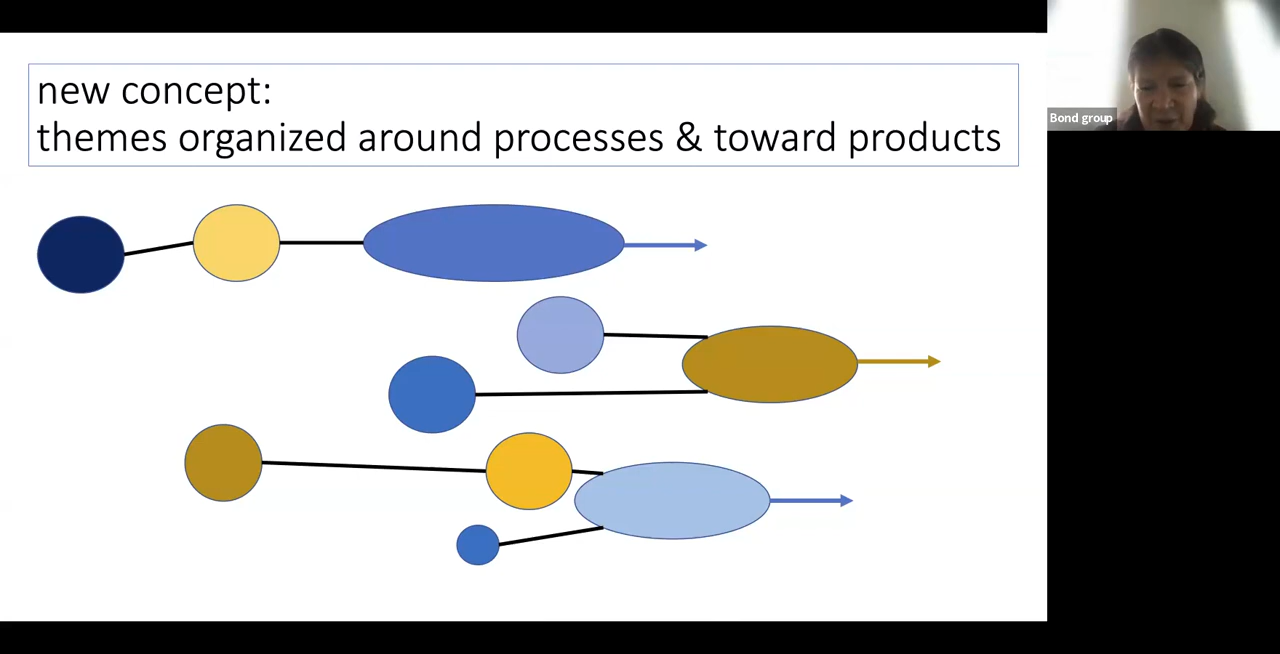 new concept:
themes organized around processes & toward products
Bond group